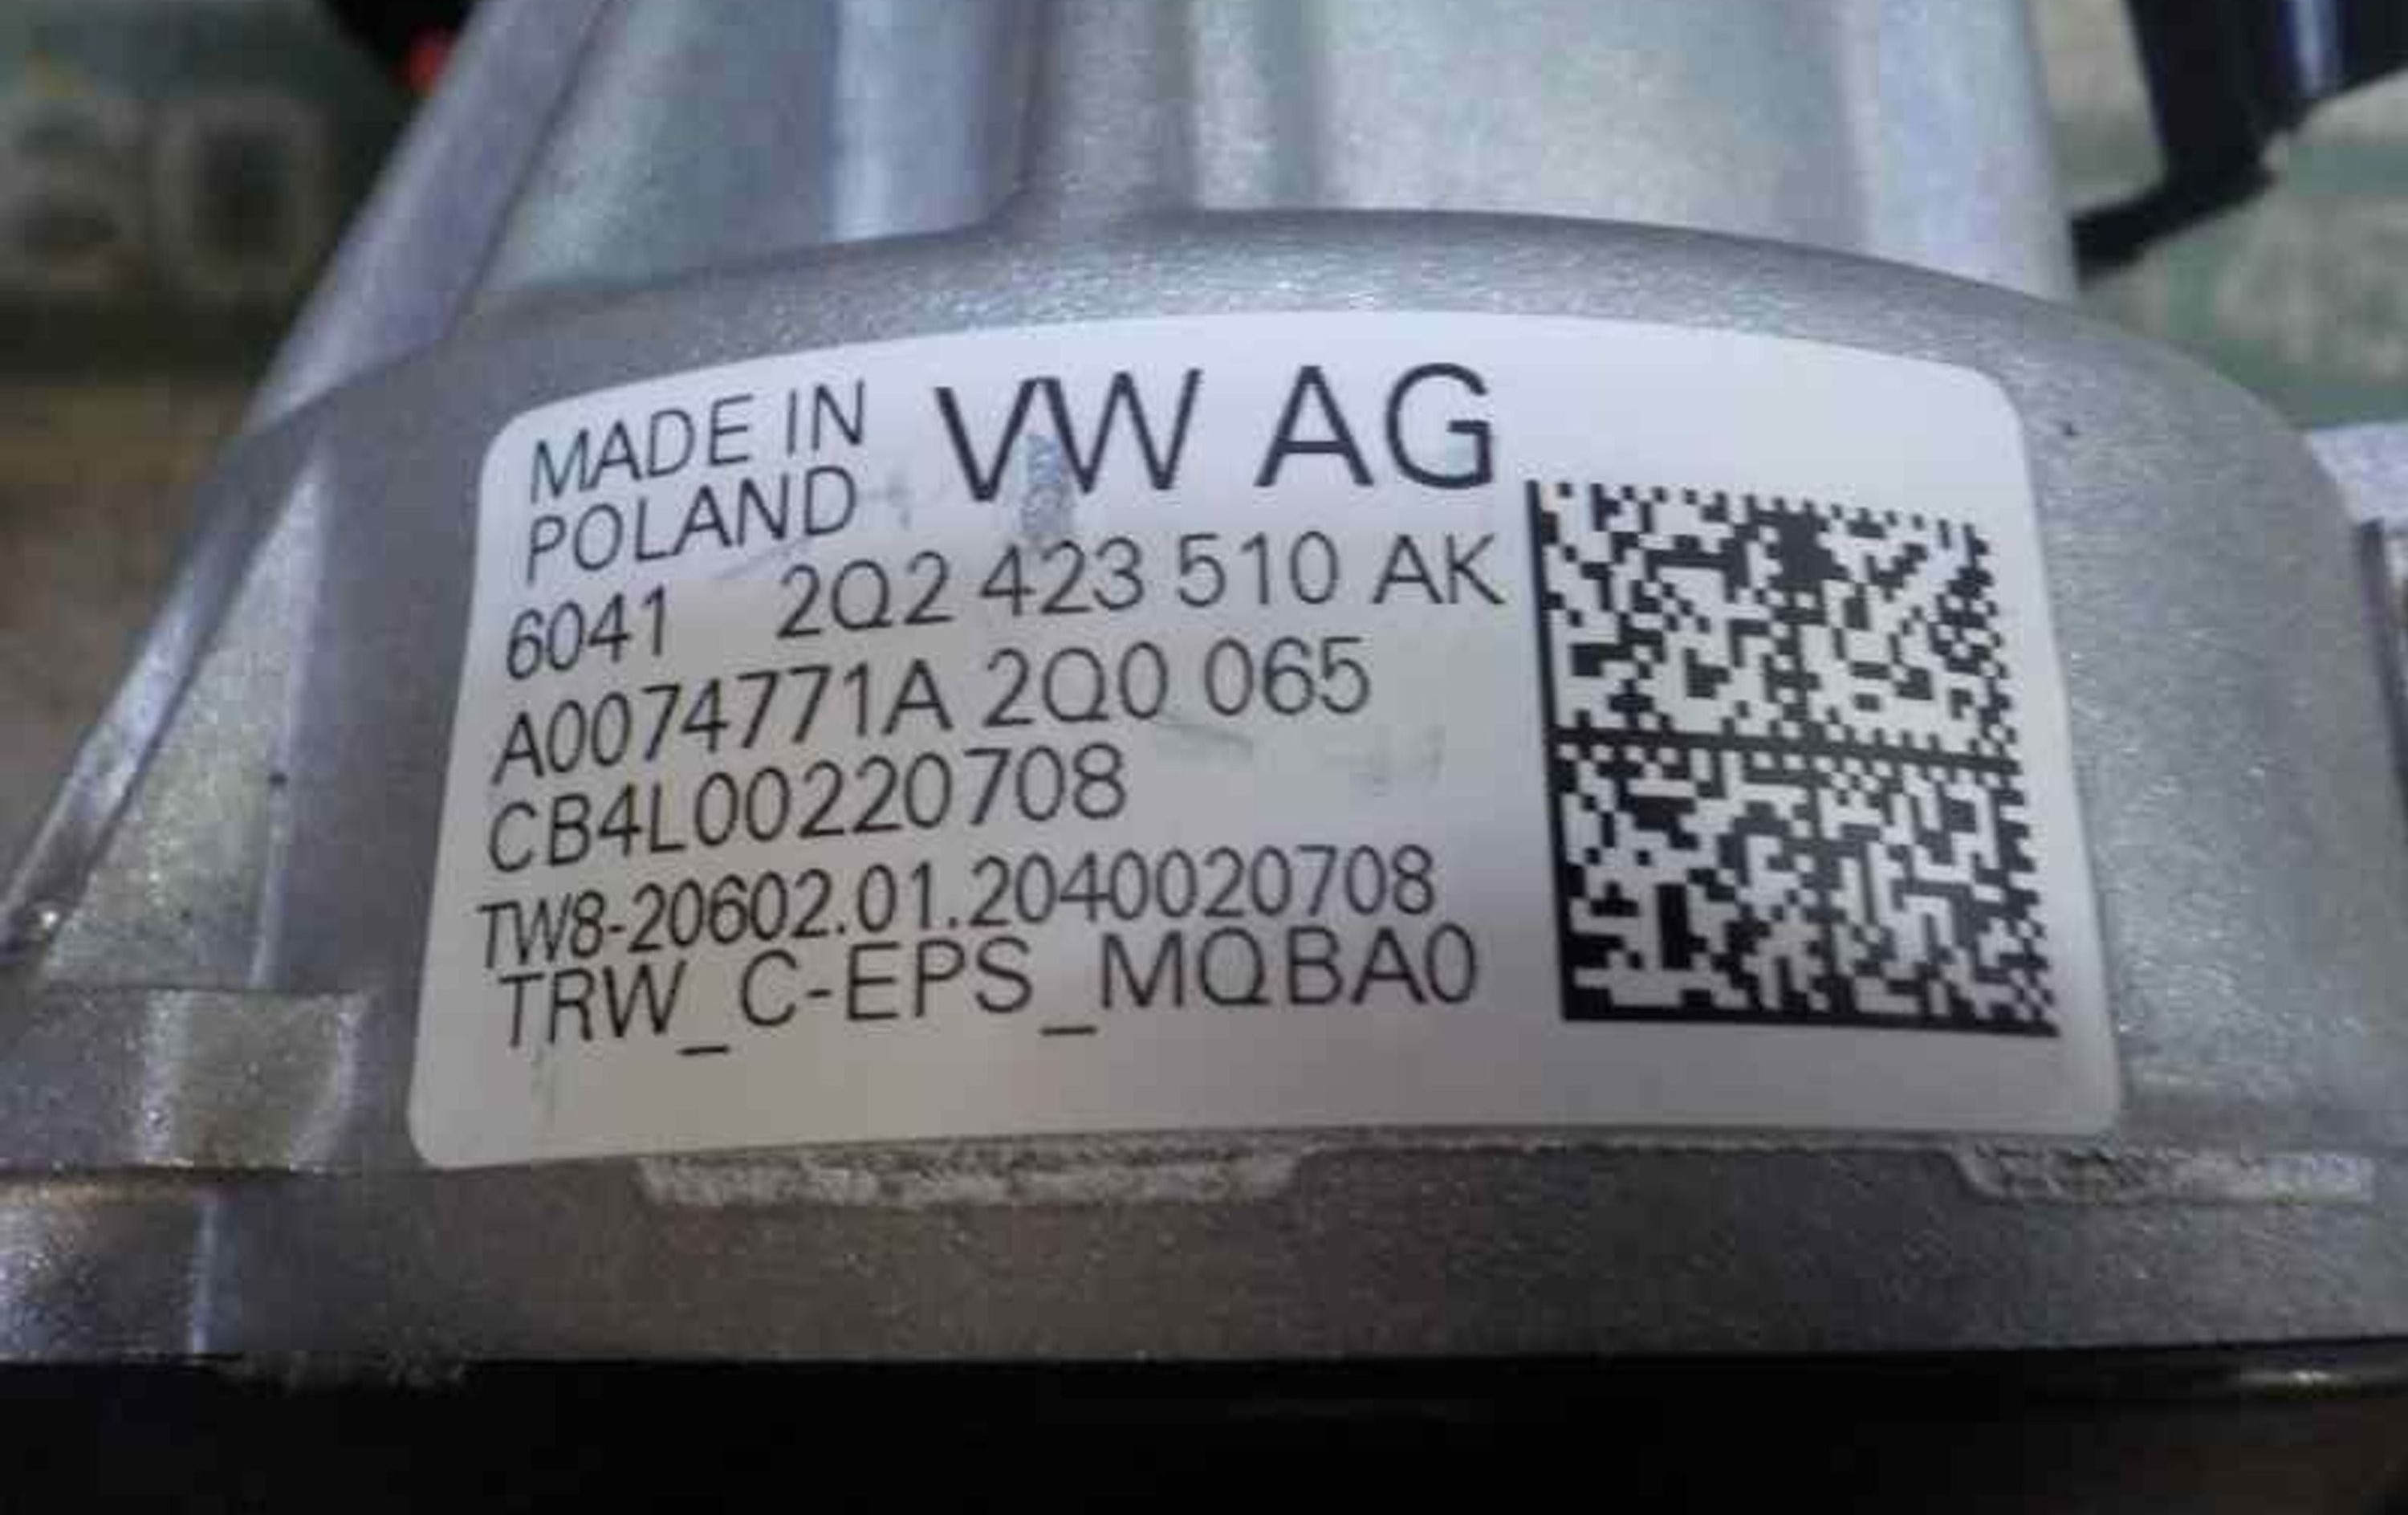 MADE IN
POLAND
VW AG
6041 2Q2 423 510 AK
A0074771A 2Q0 065
CB4L00220708
TW8-20602.01.2040020708
TRW_C-EPS_MQBA0